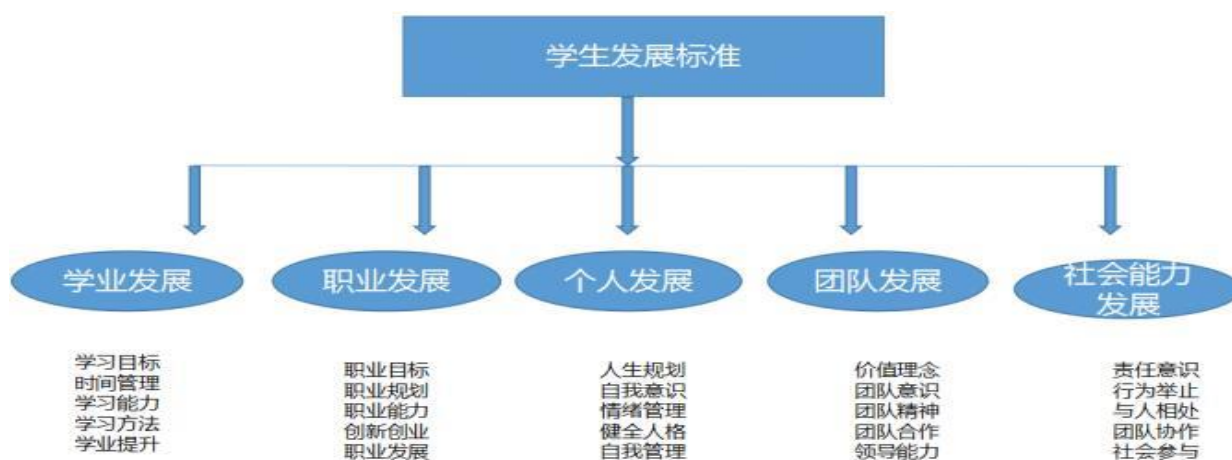 学生发展标准
学业发展
职业发展
个人发展
团队发展
社会能力
发展
学习目标
时间管理
学习能力
学习方法
学业提升
职业目标
职业规划
职业能力
创新创业
职业发展
人生规划
自我意识
情绪管理
健全人格
自我管理
价值理念
团队意识
团队精神
团队合作
领导能力
责任意识
行为举止
与人相处
团队协作
社会参与